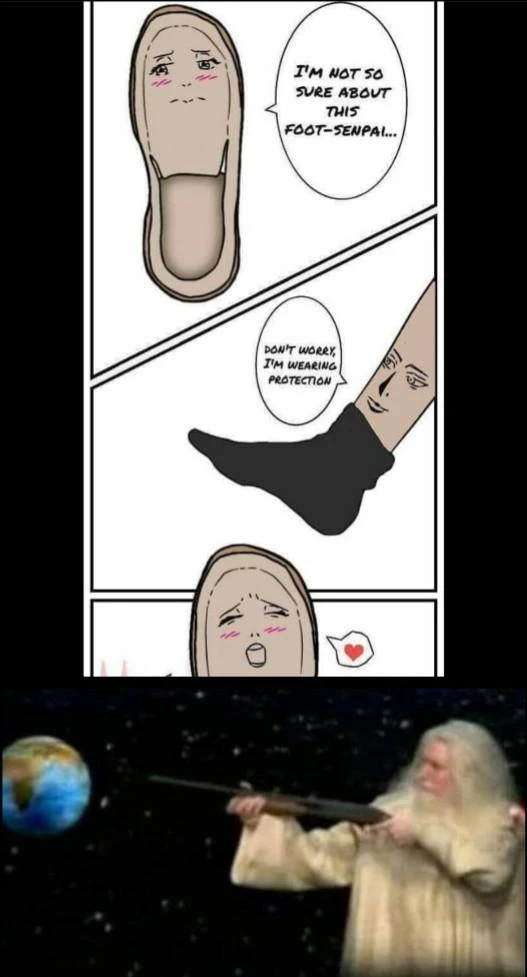 I'M NOT SO
SURE ABOUT
THIS
FOOT-SENPAI...
DON'T WORRY,
I'M WEARING
PROTECTION